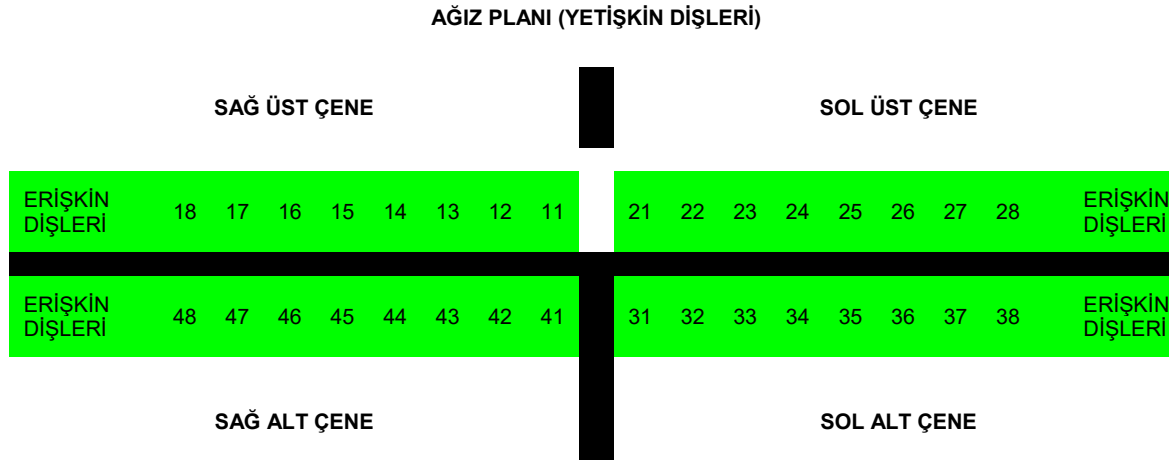 AĞIZ PLANI (YETİŞKİN DİŞLERİ)
SAĞ ÜST ÇENE SOL ÜST ÇENE
ERİŞKİN DİŞLERİ 18 17 16 15 14 13 12 11 21 22 23 24 25 26 27 28 ERİŞKİN DİŞLERİ
ERİŞKİN DİŞLERİ 48 47 46 45 44 43 42 41 31 32 33 34 35 36 37 38 ERİŞKİN DİŞLERİ
SAĞ ALT ÇENE SOL ALT ÇENE